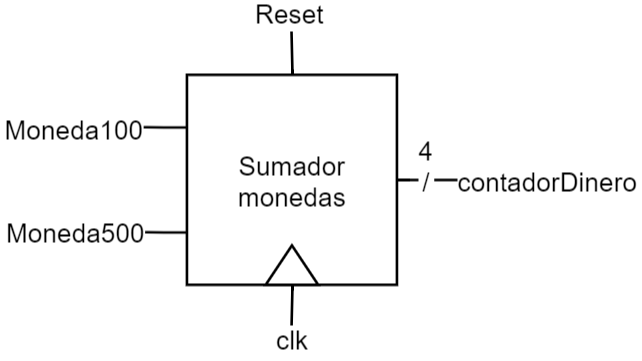 Reset
Moneda100
Sumador
monedas
4
/
contadorDinero
Moneda500
clk